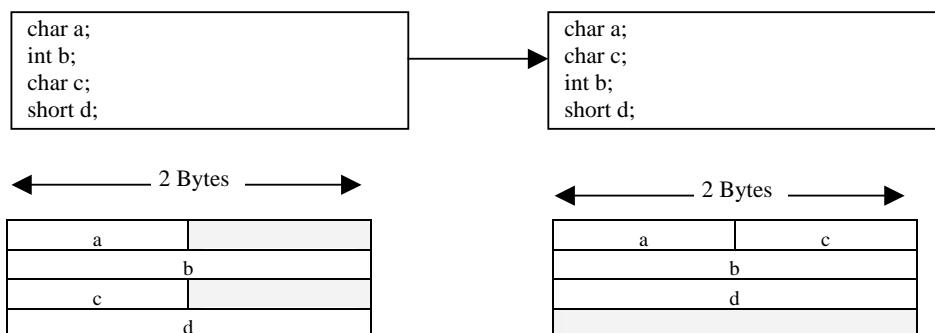 char a;
int b;
char c;
short d;
char a;
char c;
int b;
short d;
2 Bytes
2 Bytes
a
b
c
d
a c
b
d